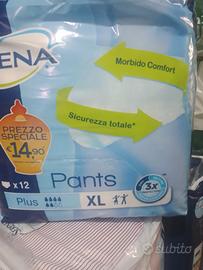 ENA
Morbido Comfort
Sicurezza totale*
PREZZO
SPECIALE
€14,90
x12
Pants
3x
Plus
XL
subito